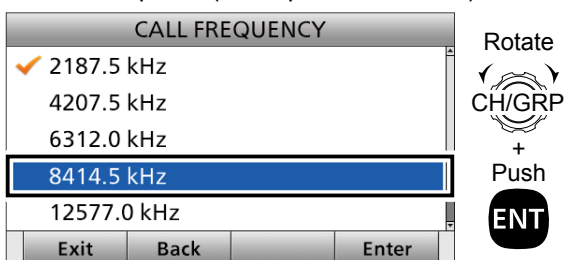 CALL FREQUENCY
2187.5 kHz
4207.5 kHz
6312.0 kHz
8414.5 kHz
12577.0 kHz
Exit Back Enter
Rotate
CH/GRP
+
Push
ENT